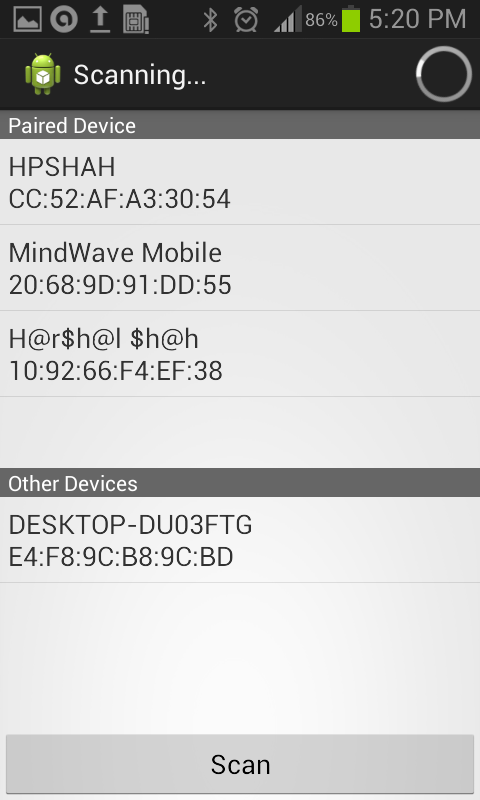 86% 5:20 PM
Scanning...
Paired Device
HPSHAH
CC:52:AF:A3:30:54
MindWave Mobile
20:68:9D:91:DD:55
H@r$h@l $h@h
10:92:66:F4:EF:38
Other Devices
DESKTOP-DU03FTG
E4:F8:9C:B8:9C:BD
Scan